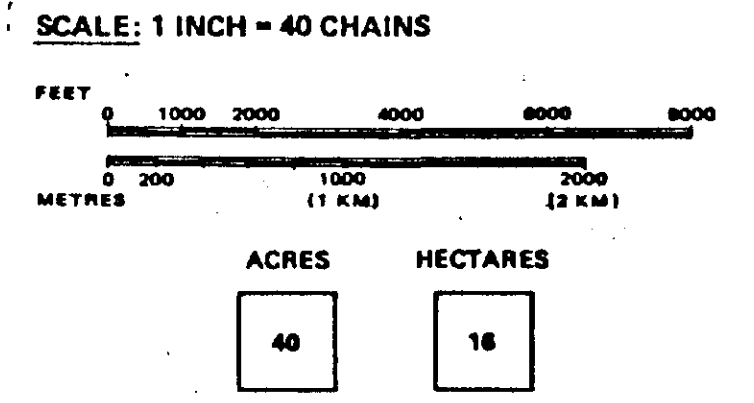 SCALE: 1 INCH = 40 CHAINS
FEET
0 1000 2000 4000 6000 8000
0 200 1000 2000
METRES (1 KM) (2 KM)
ACRES HECTARES
40 16